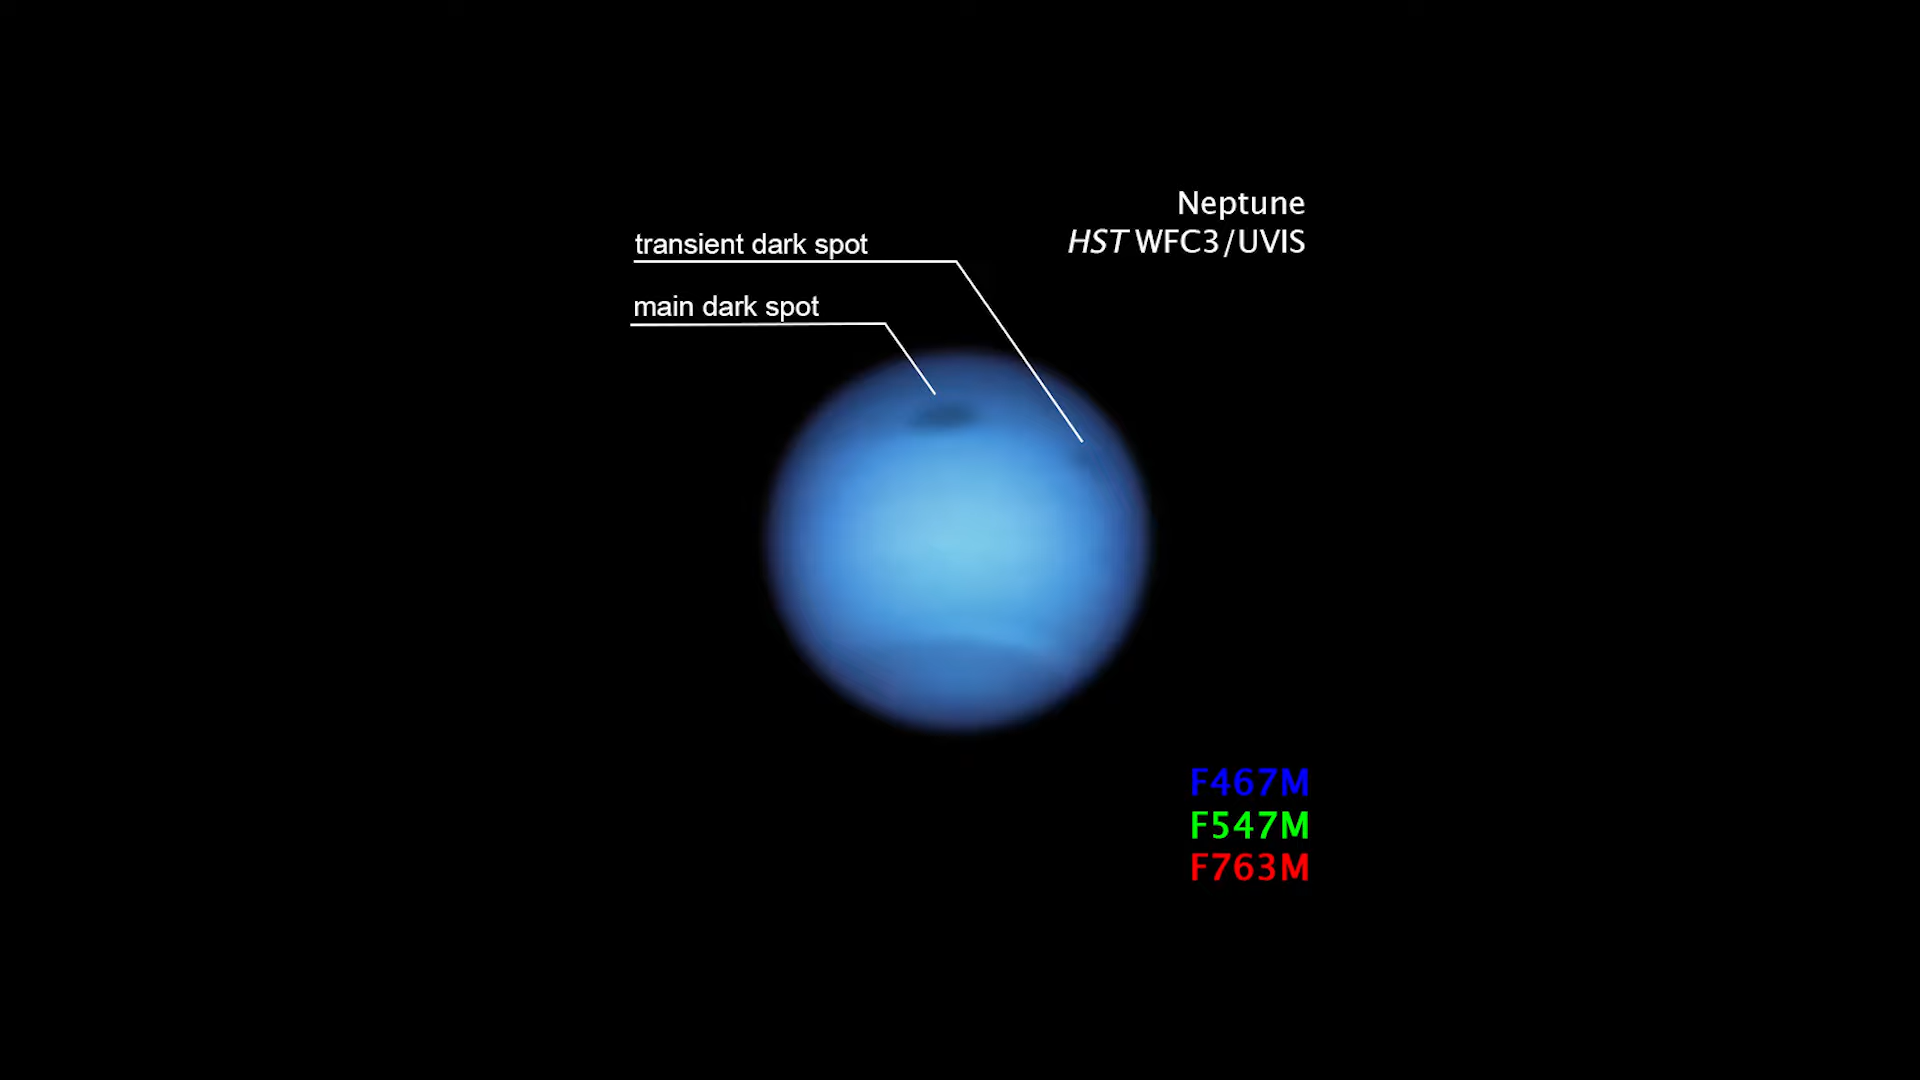 Neptune
HST WFC3/UVIS
transient dark spot
main dark spot
F467M
F547M
F763M